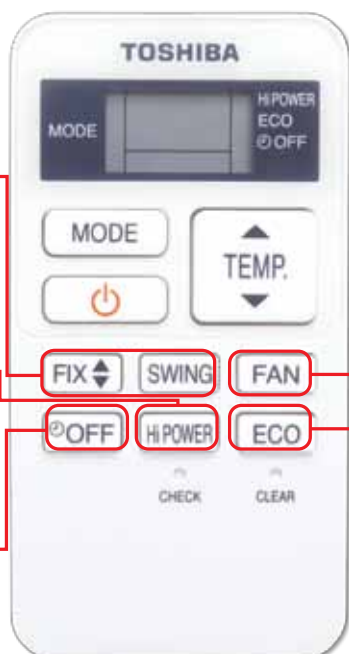 TOSHIBA
MODE
Hi POWER
ECO
OFF
MODE
TEMP.
FIX
SWING
FAN
OFF
Hi POWER
ECO
CHECK
CLEAR